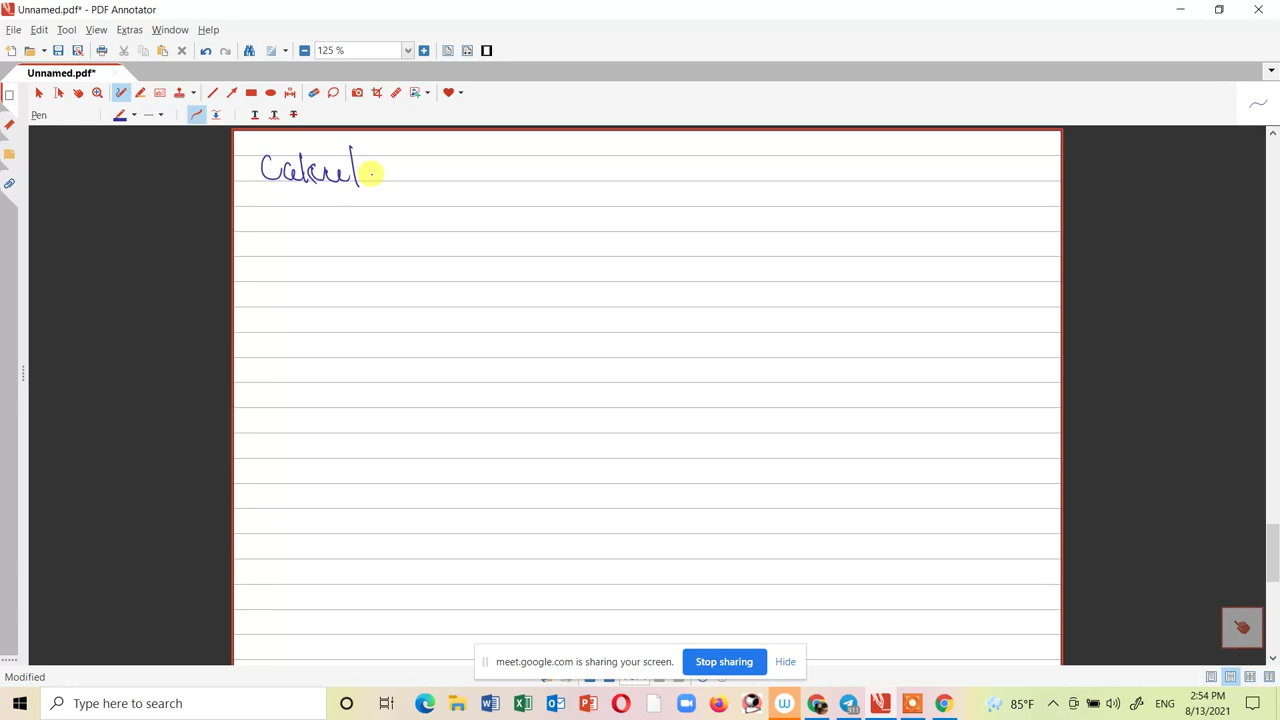 Unnamed.pdf* - PDF Annotator
File Edit Tool View Extras Window Help
125 %
Unnamed.pdf*
Pen
Calcul
meet.google.com is sharing your screen. Stop sharing Hide
Modified
Type here to search 85°F ENG 2:54 PM
8/13/2021